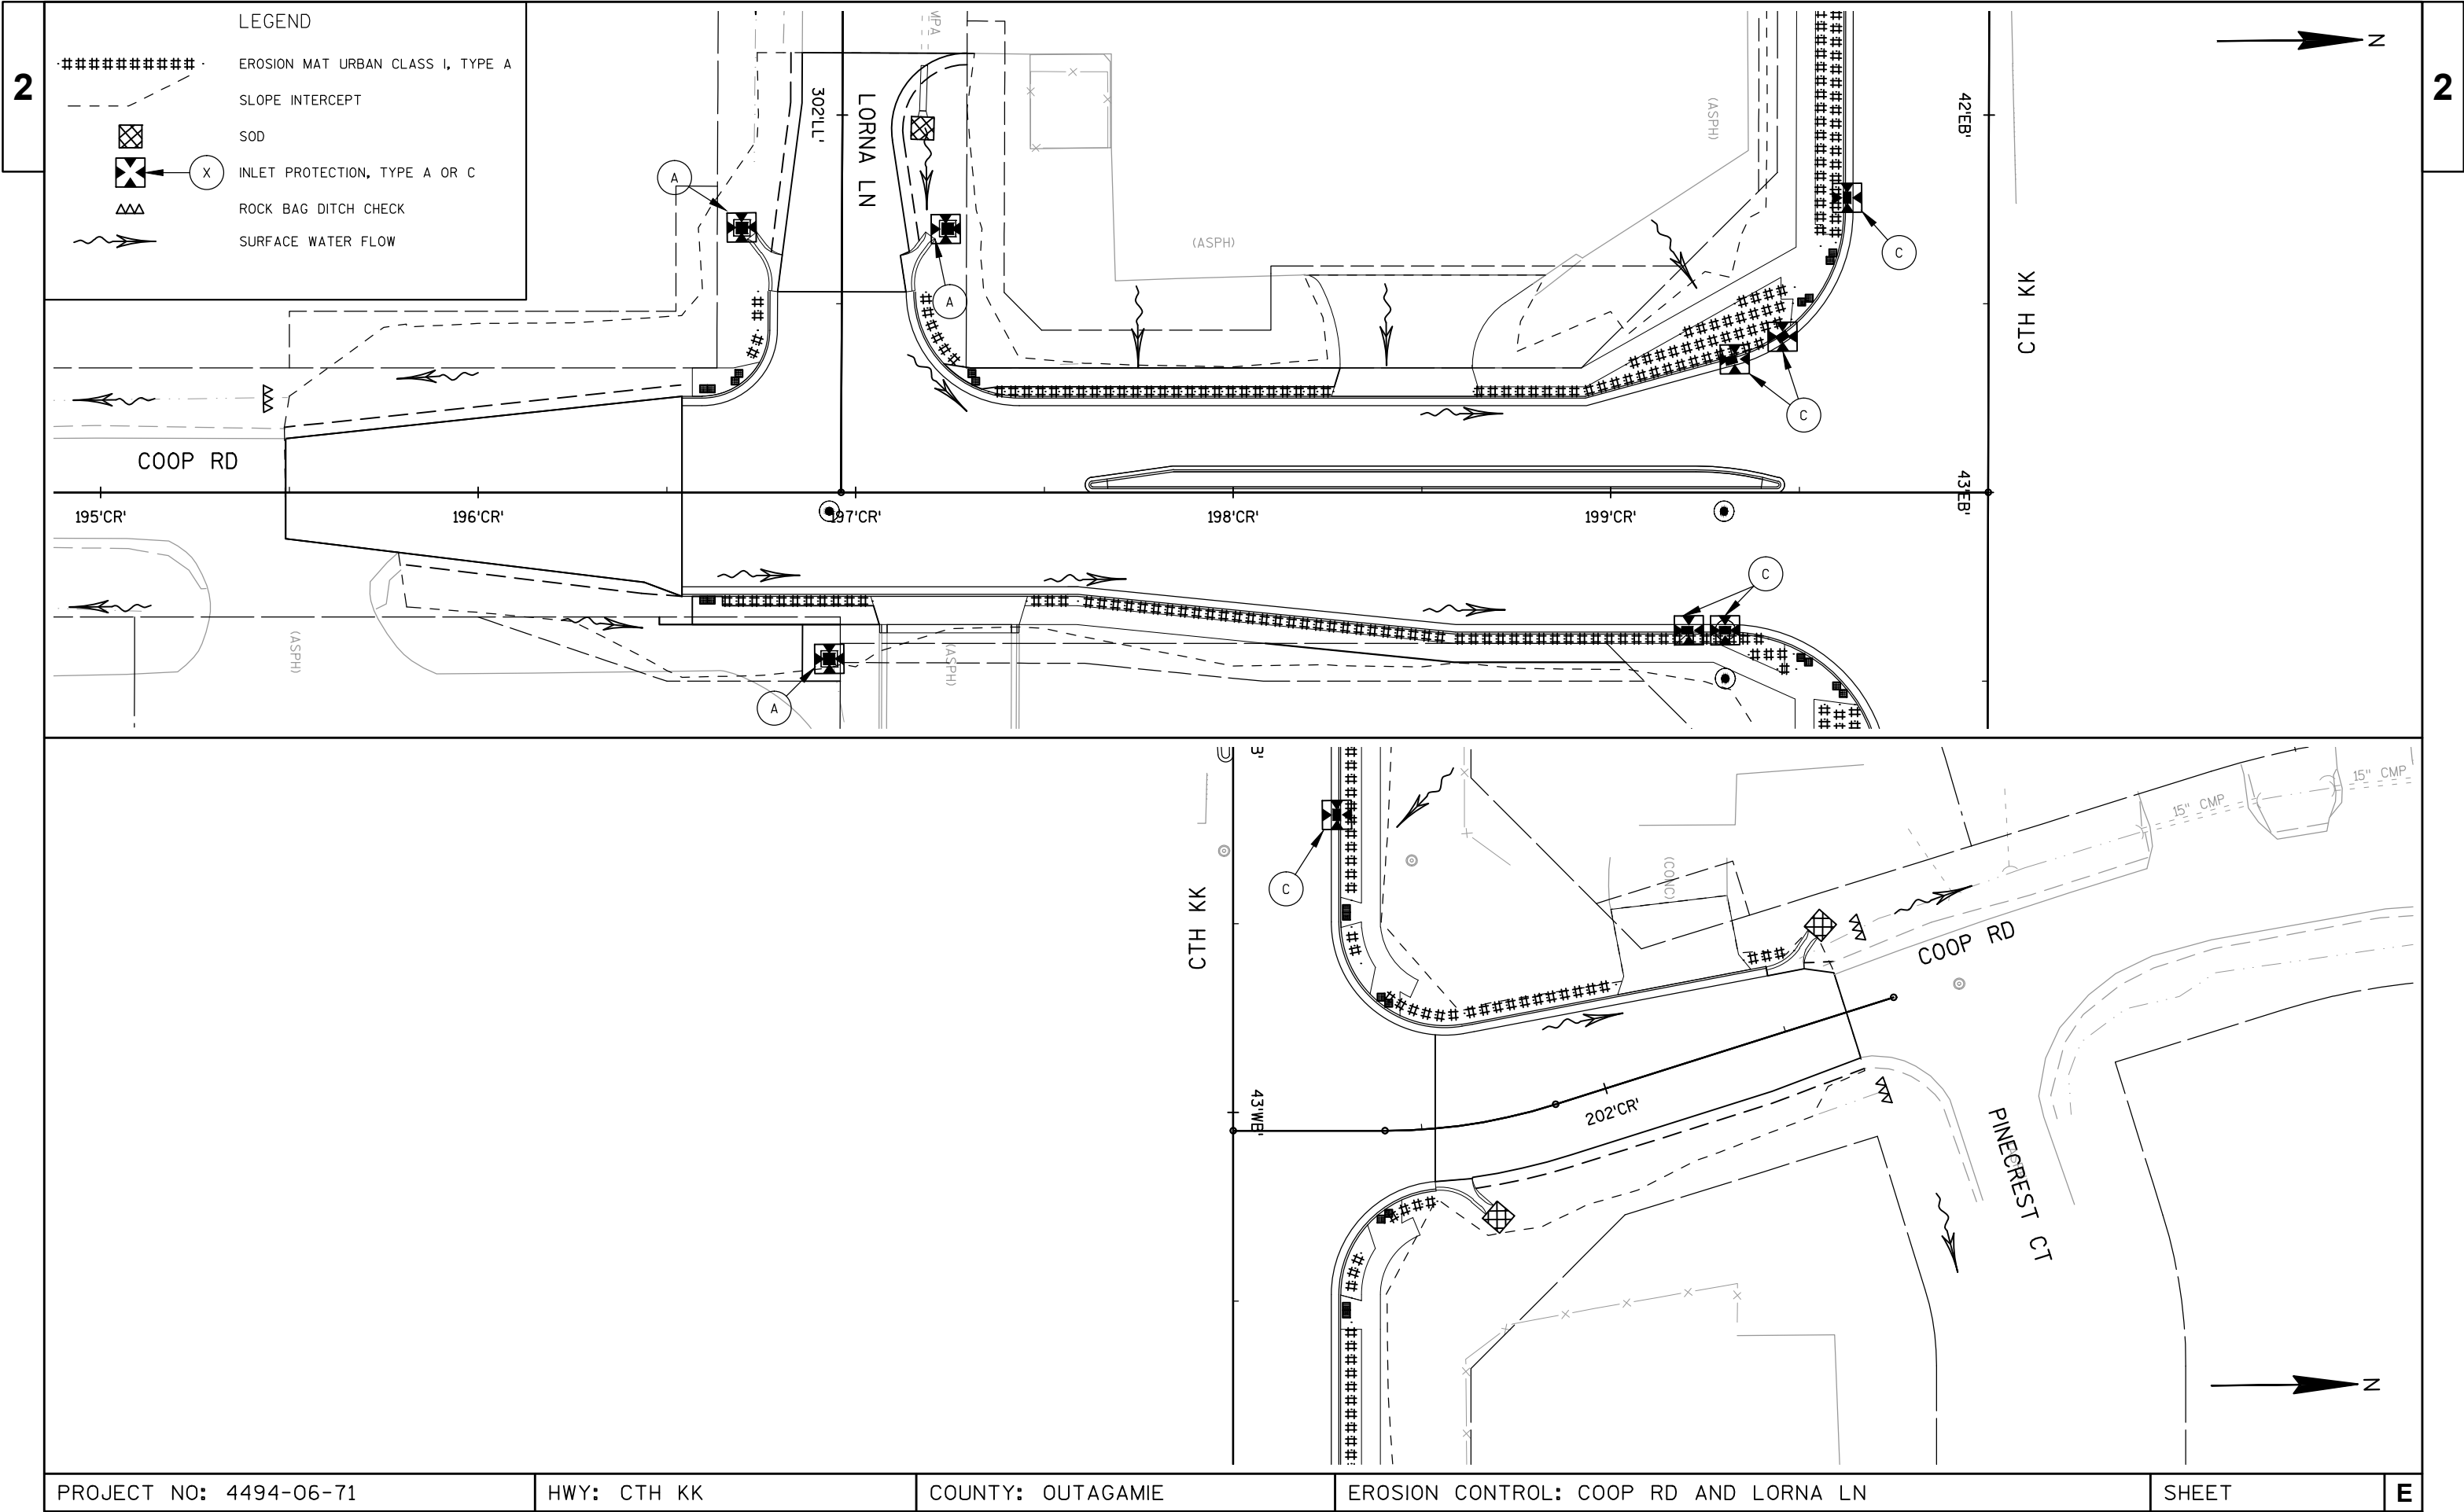 2
2
LEGEND
EROSION MAT URBAN CLASS I, TYPE A
SLOPE INTERCEPT
SOD
X
INLET PROTECTION, TYPE A OR C
ROCK BAG DITCH CHECK
SURFACE WATER FLOW
302'LL'
LORNA LN
(ASPH)
(ASPH)
42'EB'
N
A
A
C
C
CTH KK
COOP RD
43'EB'
195'CR'
196'CR'
197'CR'
198'CR'
199'CR'
C
(ASPH)
(ASPH)
A
C
CTH KK
43'WB'
(CONC)
15" CMP
15" CMP
COOP RD
202'CR'
PINECREST CT
N
PROJECT NO: 4494-06-71
HWY: CTH KK
COUNTY: OUTAGAMIE
EROSION CONTROL: COOP RD AND LORNA LN
SHEET
E